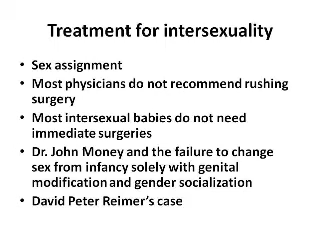 Treatment for intersexuality
• Sex assignment
• Most physicians do not recommend rushing
surgery
• Most intersexual babies do not need
immediate surgeries
• Dr. John Money and the failure to change
sex from infancy solely with genital
modification and gender socialization
• David Peter Reimer's case